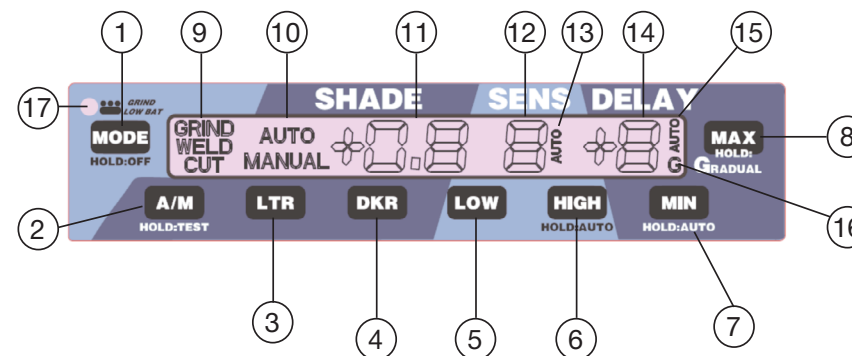 1 9 10 11 12 13 14 15
17 GRIND SHADE SENS DELAY
LOW BAT
MODE GRIND AUTO +0.8 8 AUTO +8 AUTO MAX 8
HOLD:OFF WELD MANUAL HOLD:
CUT G GRADUAL
2 A/M LTR DKR LOW HIGH MIN 16
HOLD:TEST HOLD:AUTO HOLD:AUTO
3 4 5 6 7